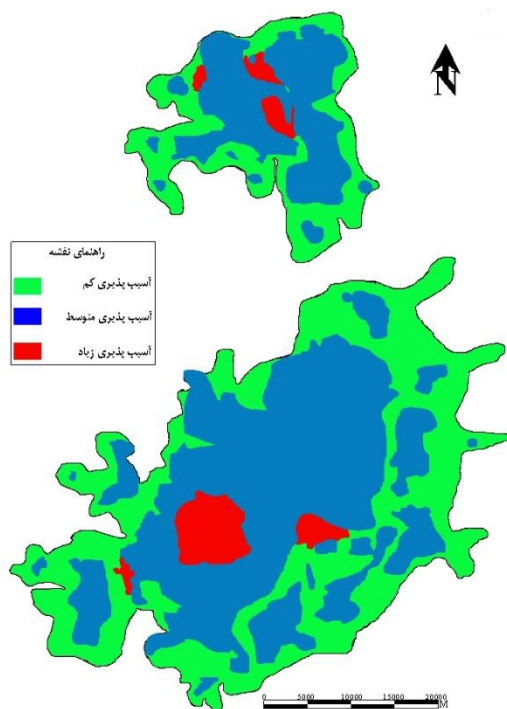 N
راهنمای نقشه
آسیب پذیری کم
آسیب پذیری متوسط
آسیب پذیری زیاد
0 5000 10000 15000 20000
M